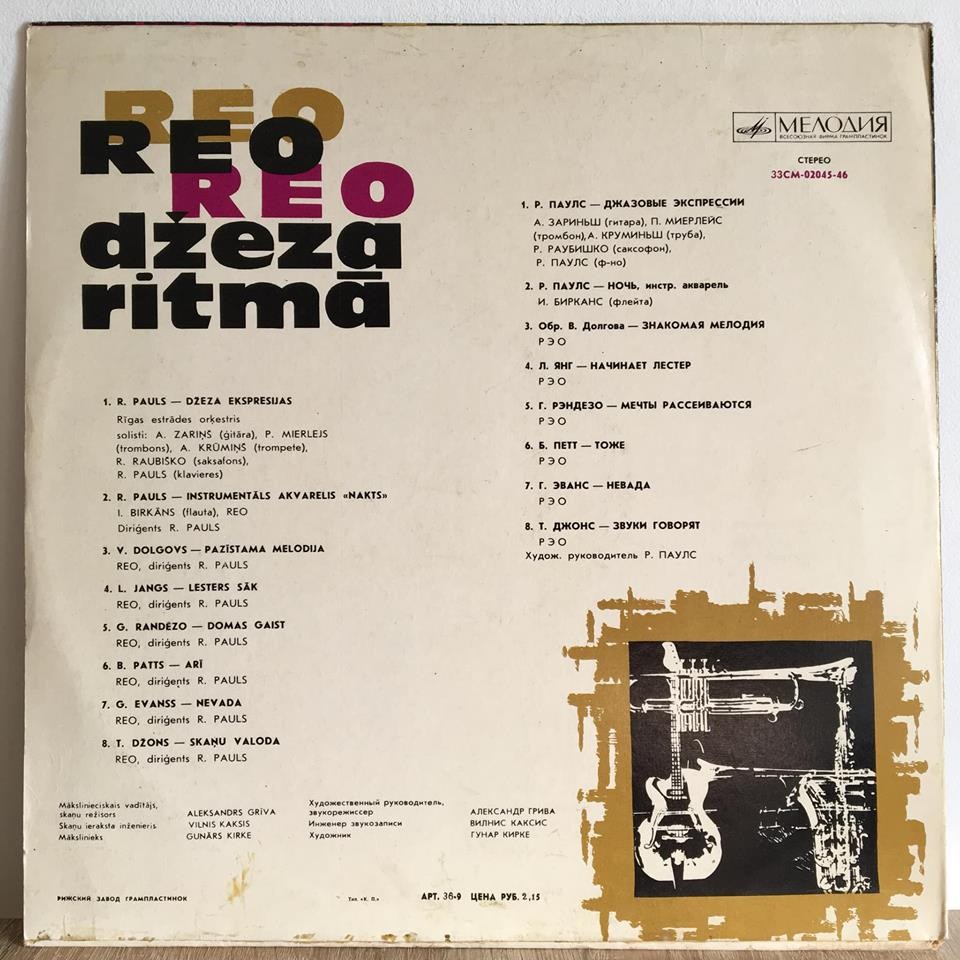 REO
REO
REO
džeza
ritmā
МЕЛОДИЯ
ВСЕСОЮЗНАЯ ФИРМА ГРАМПЛАСТИНОК
СТЕРЕО
33СМ-02045-46
1. R. PAULS — DŽEZA EKSPRESIJAS
Rīgas estrādes orķestris
solisti: A. ZARIŅŠ (ģitāra), P. MIERLEJS
(trombons), A. KRŪMIŅŠ (trompete),
R. RAUBIŠKO (saksafons),
R. PAULS (klavieres)
2. R. PAULS — INSTRUMENTĀLS AKVARELIS «NAKTS»
I. BIRKĀNS (flauta), REO
Diriģents R. PAULS
3. V. DOLGOVS — PAZĪSTAMA MELODIJA
REO, diriģents R. PAULS
4. L. JANGS — LESTERS SĀK
REO, diriģents R. PAULS
5. G. RANDĒZO — DOMAS GAIST
REO, diriģents R. PAULS
6. B. PATTS — ARĪ
REO, diriģents R. PAULS
7. G. EVANSS — NEVADA
REO, diriģents R. PAULS
8. T. DŽONS — SKAŅU VALODA
REO, diriģents R. PAULS
1. Р. ПАУЛС — ДЖАЗОВЫЕ ЭКСПРЕССИИ
А. ЗАРИНЬШ (гитара), П. МИЕРЛЕЙС
(тромбон), А. КРУМИНЬШ (труба),
Р. РАУБИШКО (саксофон),
Р. ПАУЛС (ф-но)
2. Р. ПАУЛС — НОЧЬ, инстр. акварель
И. БИРКАНС (флейта)
3. Обр. В. Долгова — ЗНАКОМАЯ МЕЛОДИЯ
РЭО
4. Л. ЯНГ — НАЧИНАЕТ ЛЕСТЕР
РЭО
5. Г. РЭНДЕЗО — МЕЧТЫ РАССЕИВАЮТСЯ
РЭО
6. Б. ПЕТТ — ТОЖЕ
РЭО
7. Г. ЭВАНС — НЕВАДА
РЭО
8. Т. ДЖОНС — ЗВУКИ ГОВОРЯТ
РЭО
Худож. руководитель Р. ПАУЛС
Mākslinieciskais vadītājs,
skaņu režisors ALEKSANDRS GRĪVA
Skaņu ieraksta inženieris VILNIS KAKSIS
Mākslinieks GUNĀRS KIRKE
Художественный руководитель,
звукорежиссер АЛЕКСАНДР ГРИВА
Инженер звукозаписи ВИЛНИС КАКСИС
Художник ГУНАР КИРКЕ
РИЖСКИЙ ЗАВОД ГРАМПЛАСТИНОК
Тип. «К. П.»
АРТ. 36-9 ЦЕНА РУБ. 2,15